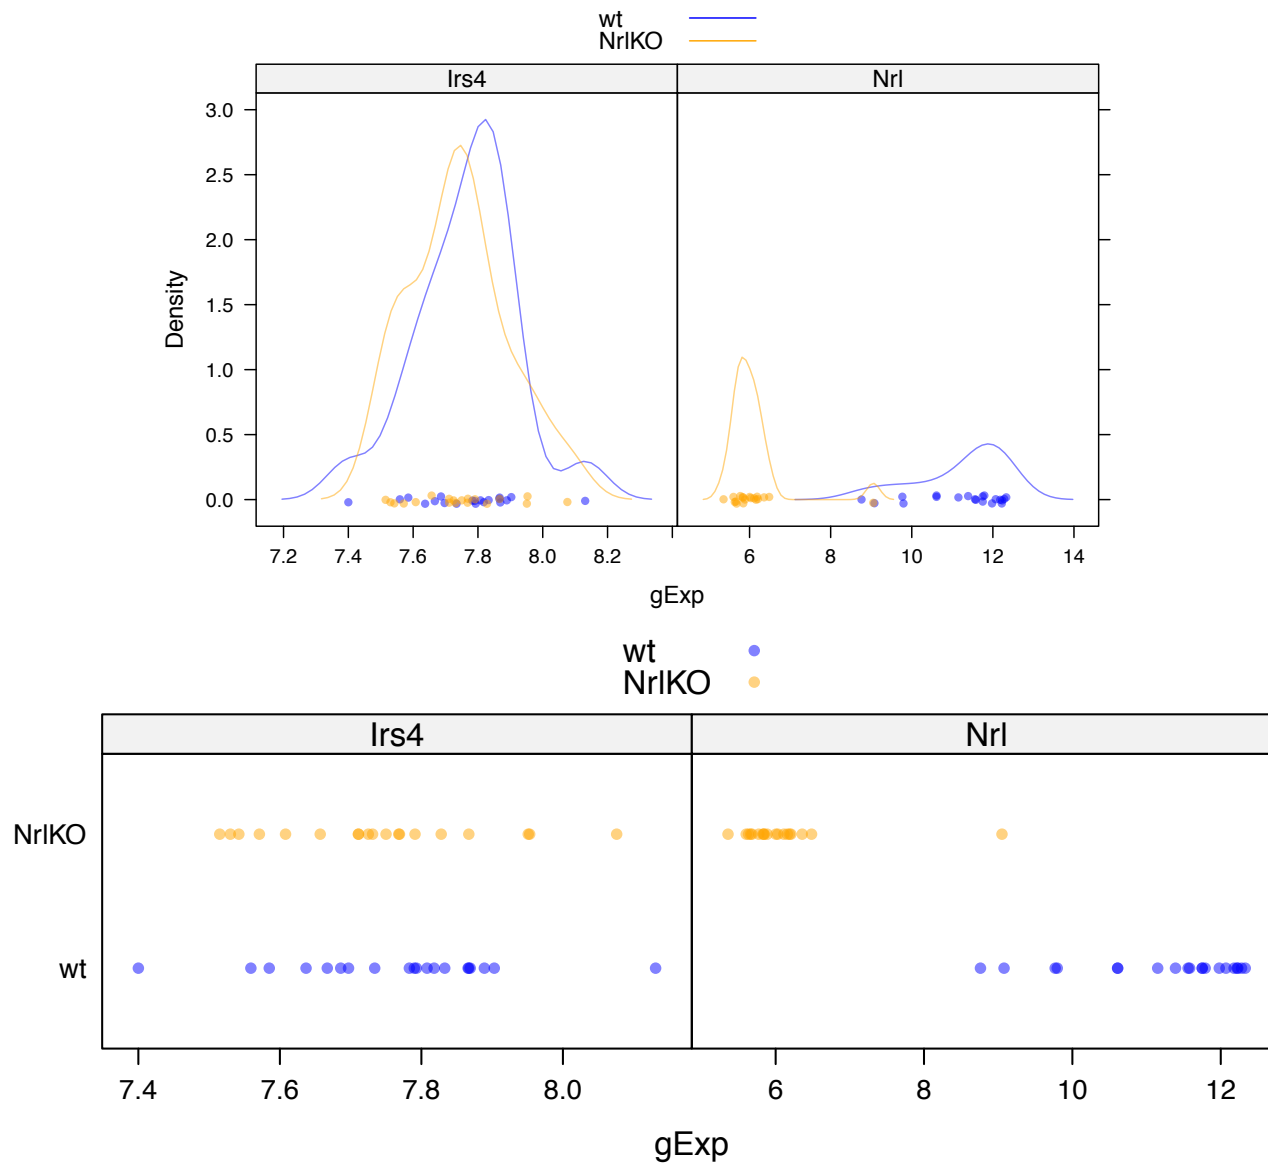 wt
NrlKO
Irs4 Nrl
3.0
2.5
2.0
1.5
1.0
0.5
0.0
Density
7.2 7.4 7.6 7.8 8.0 8.2 6 8 10 12 14
gExp
wt
NrlKO
Irs4 Nrl
NrlKO
wt
7.4 7.6 7.8 8.0 6 8 10 12
gExp